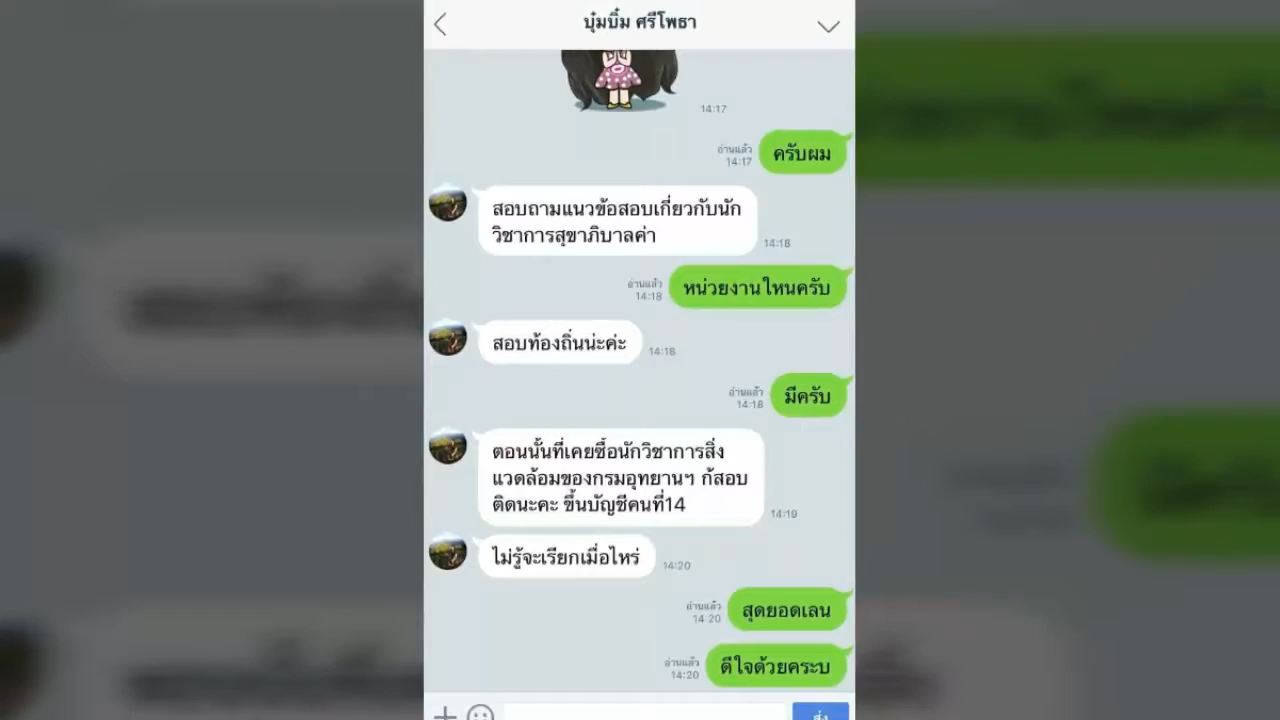 บุ๋มบิ๋ม ศรีโพธา
14:17
อ่านแล้ว
14:17
ครับผม
สอบถามแนวข้อสอบเกี่ยวกับนัก
วิชาการสุขาภิบาลค่า
14:18
อ่านแล้ว
14:18
หน่วยงานใหนครับ
สอบท้องถิ่นน่ะค่ะ
14:18
อ่านแล้ว
14:18
มีครับ
ตอนนั้นที่เคยซื้อนักวิชาการสิ่ง
แวดล้อมของกรมอุทยานฯ ก้สอบ
ติดนะคะ ขึ้นบัญชีคนที่14
14:19
ไม่รู้จะเรียกเมื่อไหร่
14:20
อ่านแล้ว
14:20
สุดยอดเลน
อ่านแล้ว
14:20
ดีใจด้วยคระบ
ส่ง